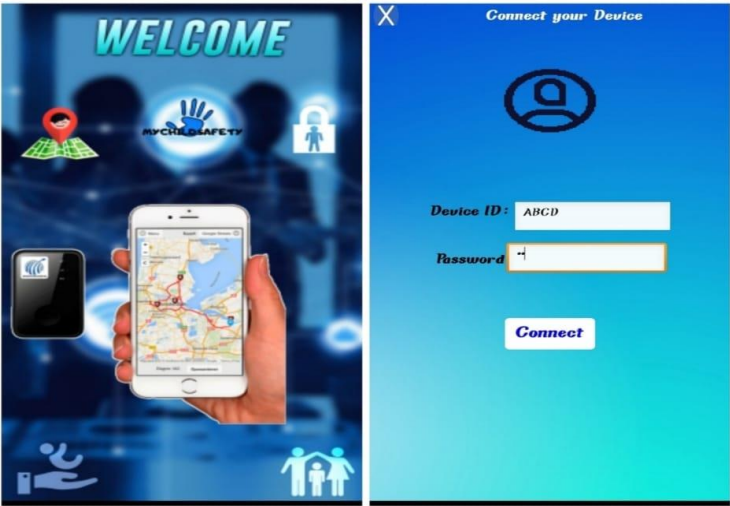 WELCOME
MYCHILDSAFETY
X
Connect your Device
Device ID: ABCD
Password
Connect